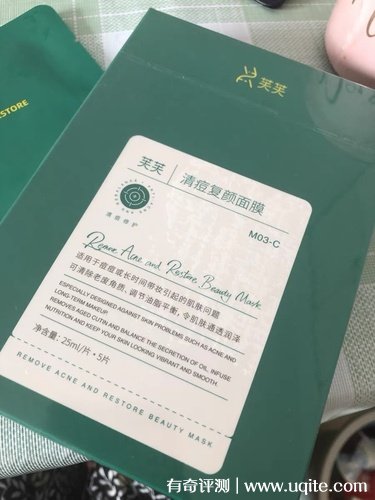 STORE
芙芙
芙芙 清痘复颜面膜
清痘修护
M03-C
Remove Acne and Restore Beauty Mask
适用于痘痘或长时间带妆引起的肌肤问题
可清除老废角质,调节油脂平衡,令肌肤通透润泽
ESPECIALLY DESIGNED AGAINST SKIN PROBLEMS SUCH AS ACNE AND
LONG-TERM MAKEUP.
REMOVES AGED CUTIN AND BALANCE THE SECRETION OF OIL. INFUSE
NUTRITION AND KEEP YOUR SKIN LOOKING VIBRANT AND SMOOTH.
净含量: 25ml/片·5片
REMOVE ACNE AND RESTORE BEAUTY MASK
有奇评测 www.uqite.com